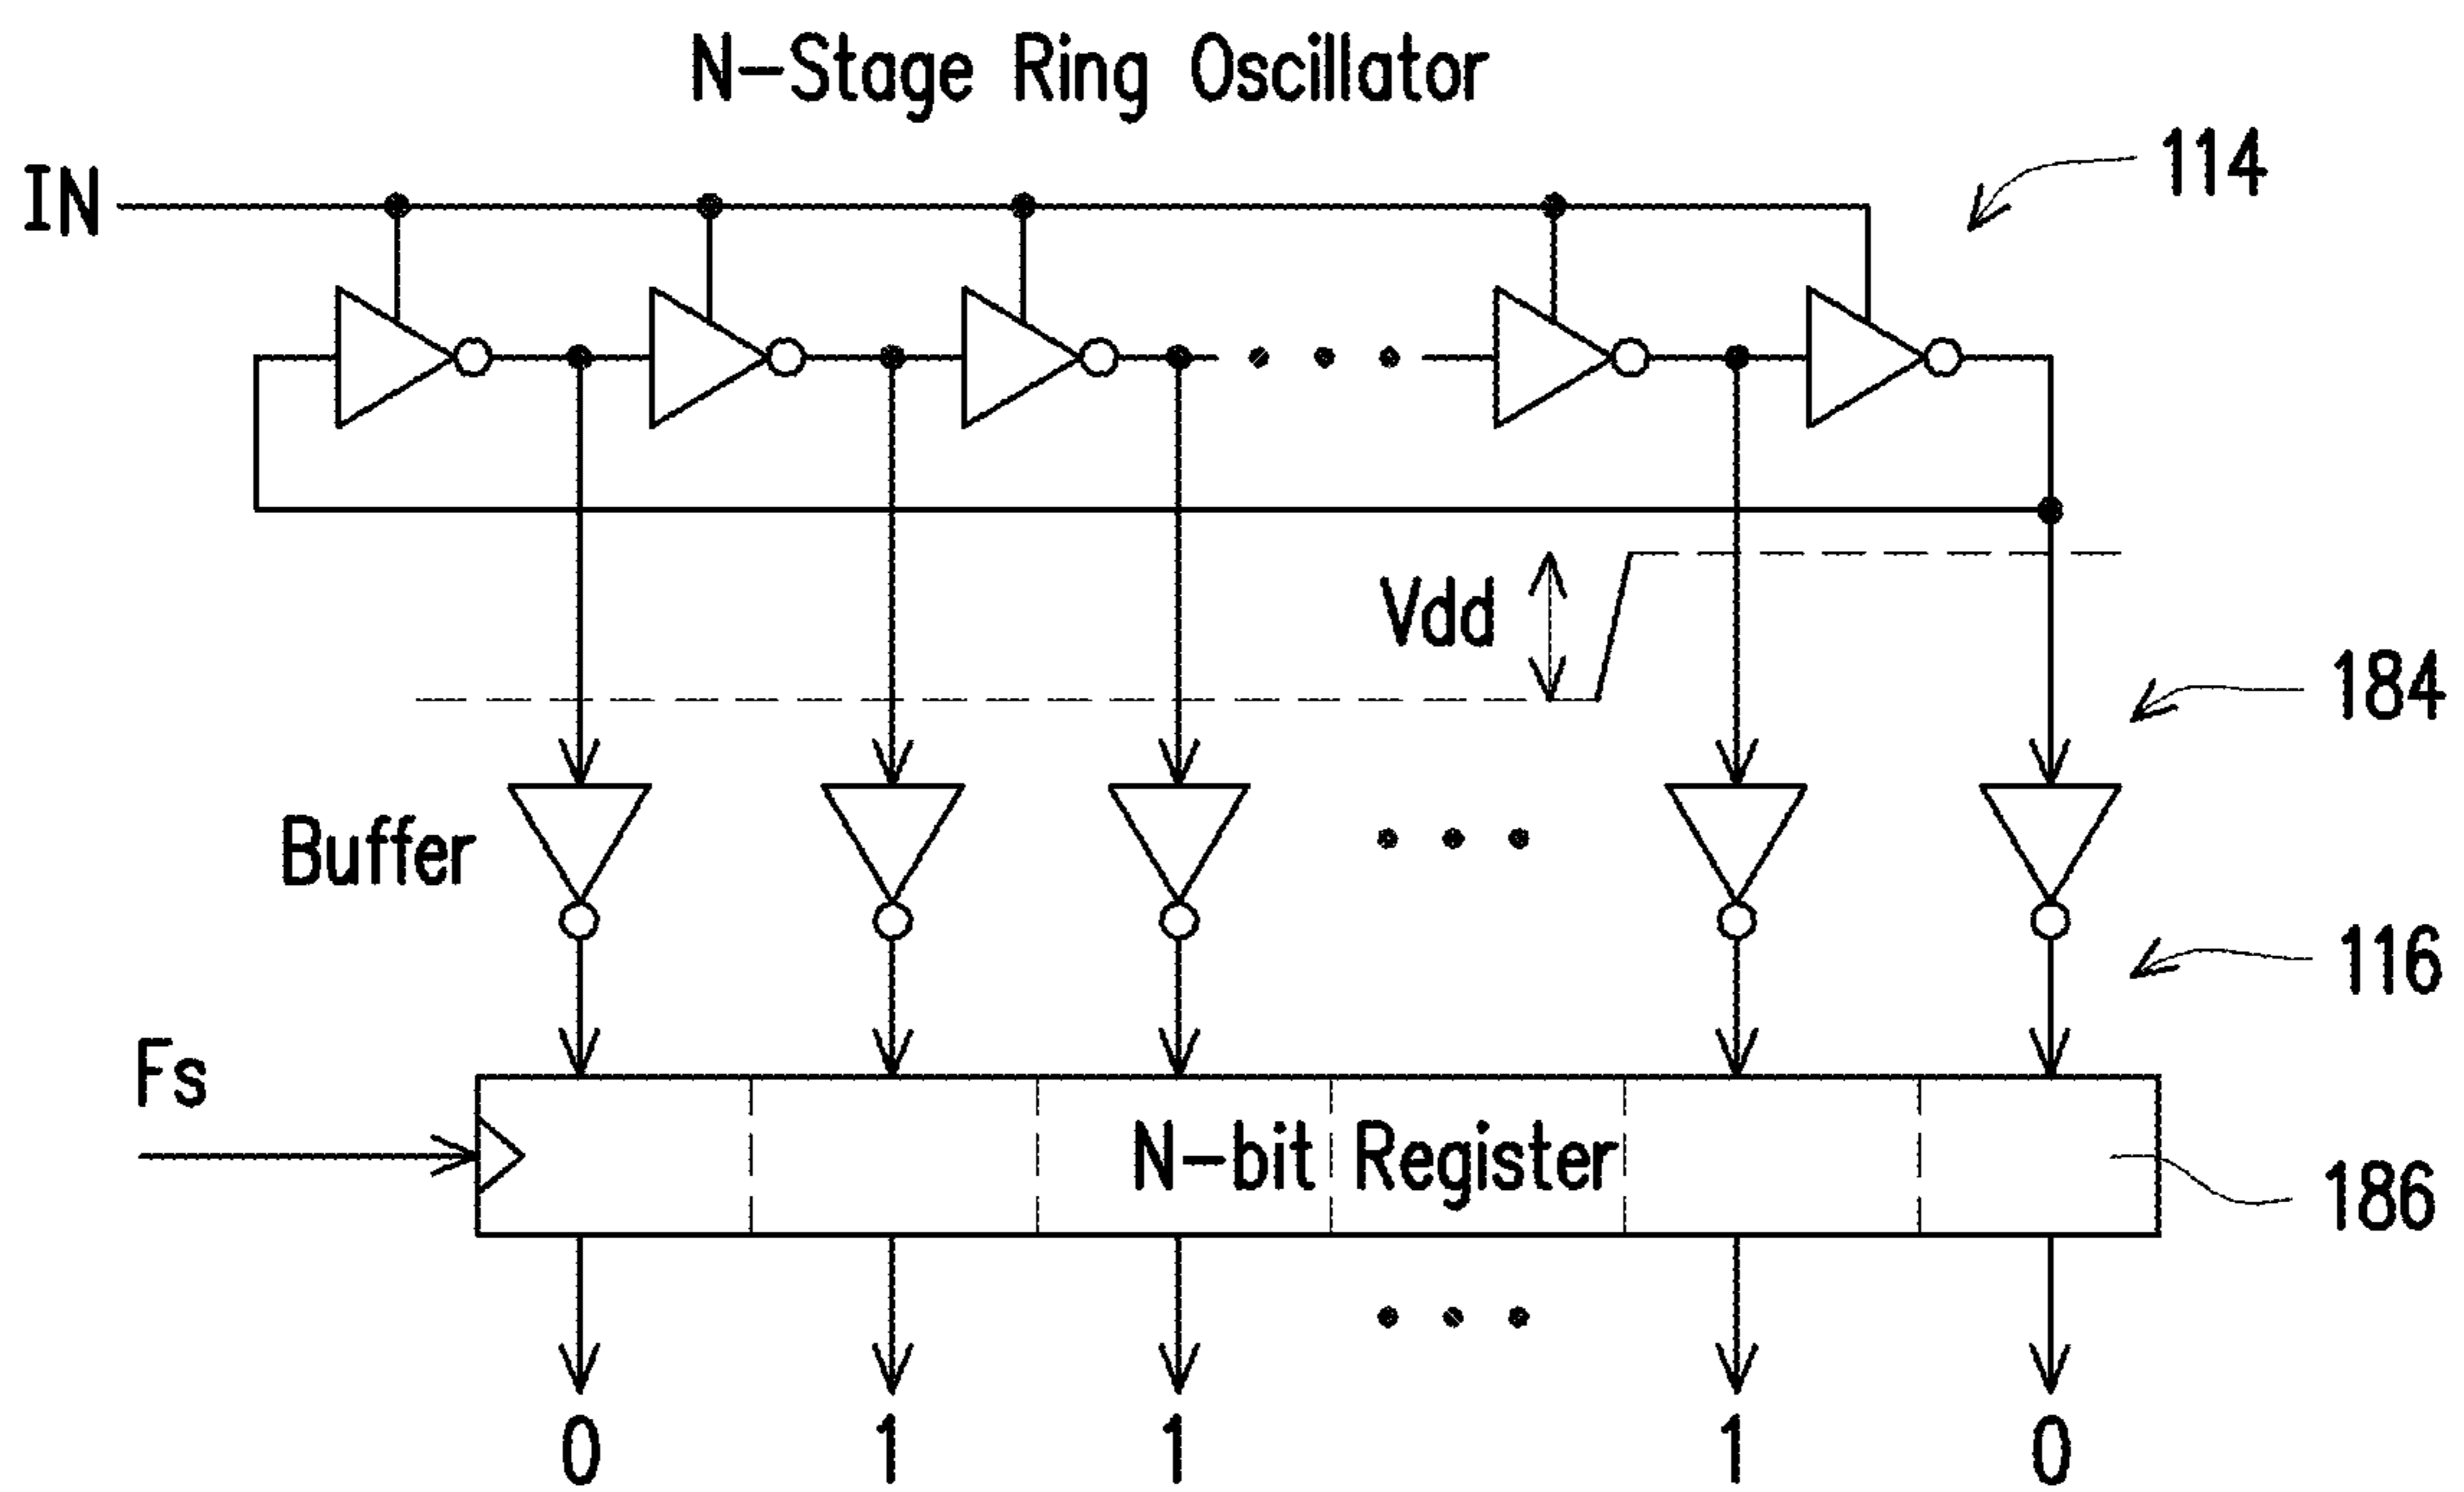 N-Stage Ring Oscillator
IN
114
Vdd
184
Buffer
116
Fs
N-bit Register
186
0 1 1 1 0